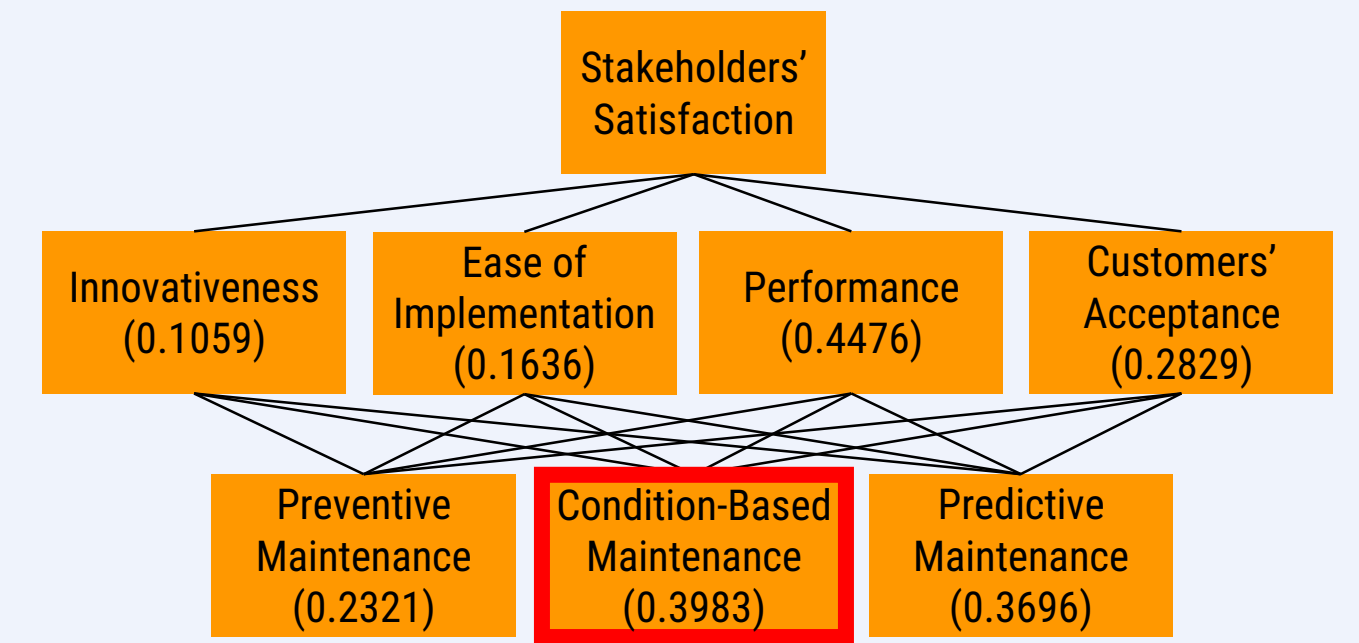 Stakeholders’
Satisfaction
Innovativeness
(0.1059)
Ease of
Implementation
(0.1636)
Performance
(0.4476)
Customers’
Acceptance
(0.2829)
Preventive
Maintenance
(0.2321)
Condition-Based
Maintenance
(0.3983)
Predictive
Maintenance
(0.3696)